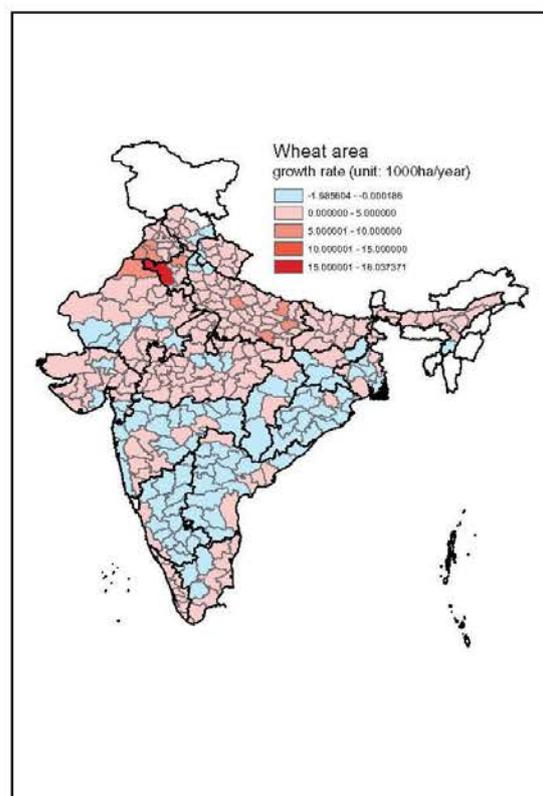 Wheat area
growth rate (unit: 1000ha/year)
-1.985604 - -0.000186
0.000000 - 5.000000
5.000001 - 10.000000
10.000001 - 15.000000
15.000001 - 16.037371